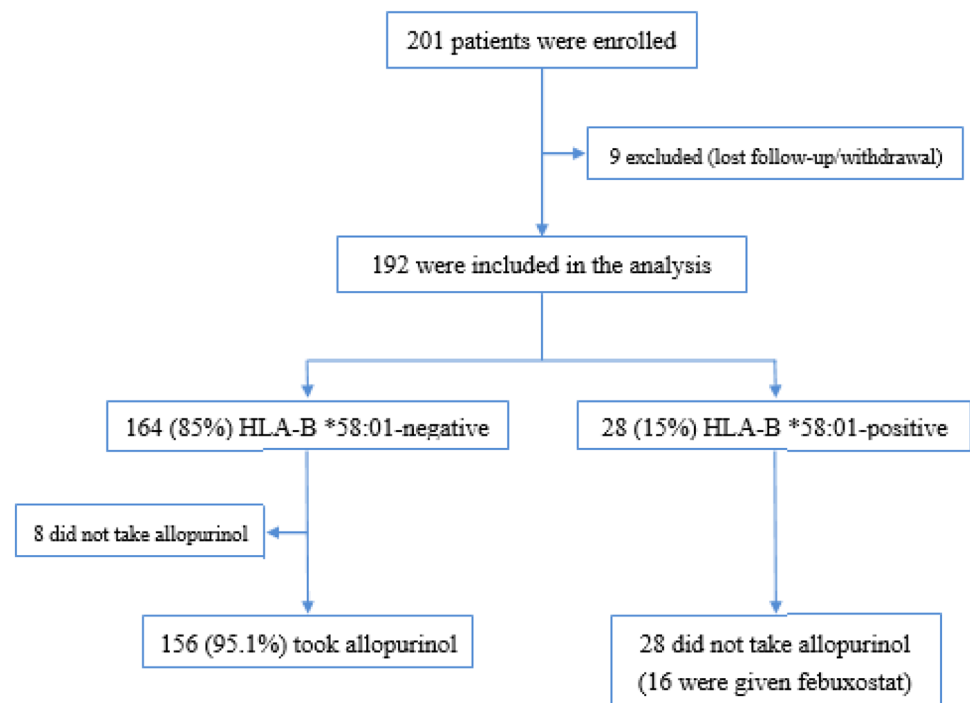 201 patients were enrolled
9 excluded (lost follow-up/withdrawal)
192 were included in the analysis
164 (85%) HLA-B *58:01-negative
28 (15%) HLA-B *58:01-positive
8 did not take allopurinol
156 (95.1%) took allopurinol
28 did not take allopurinol
(16 were given febuxostat)